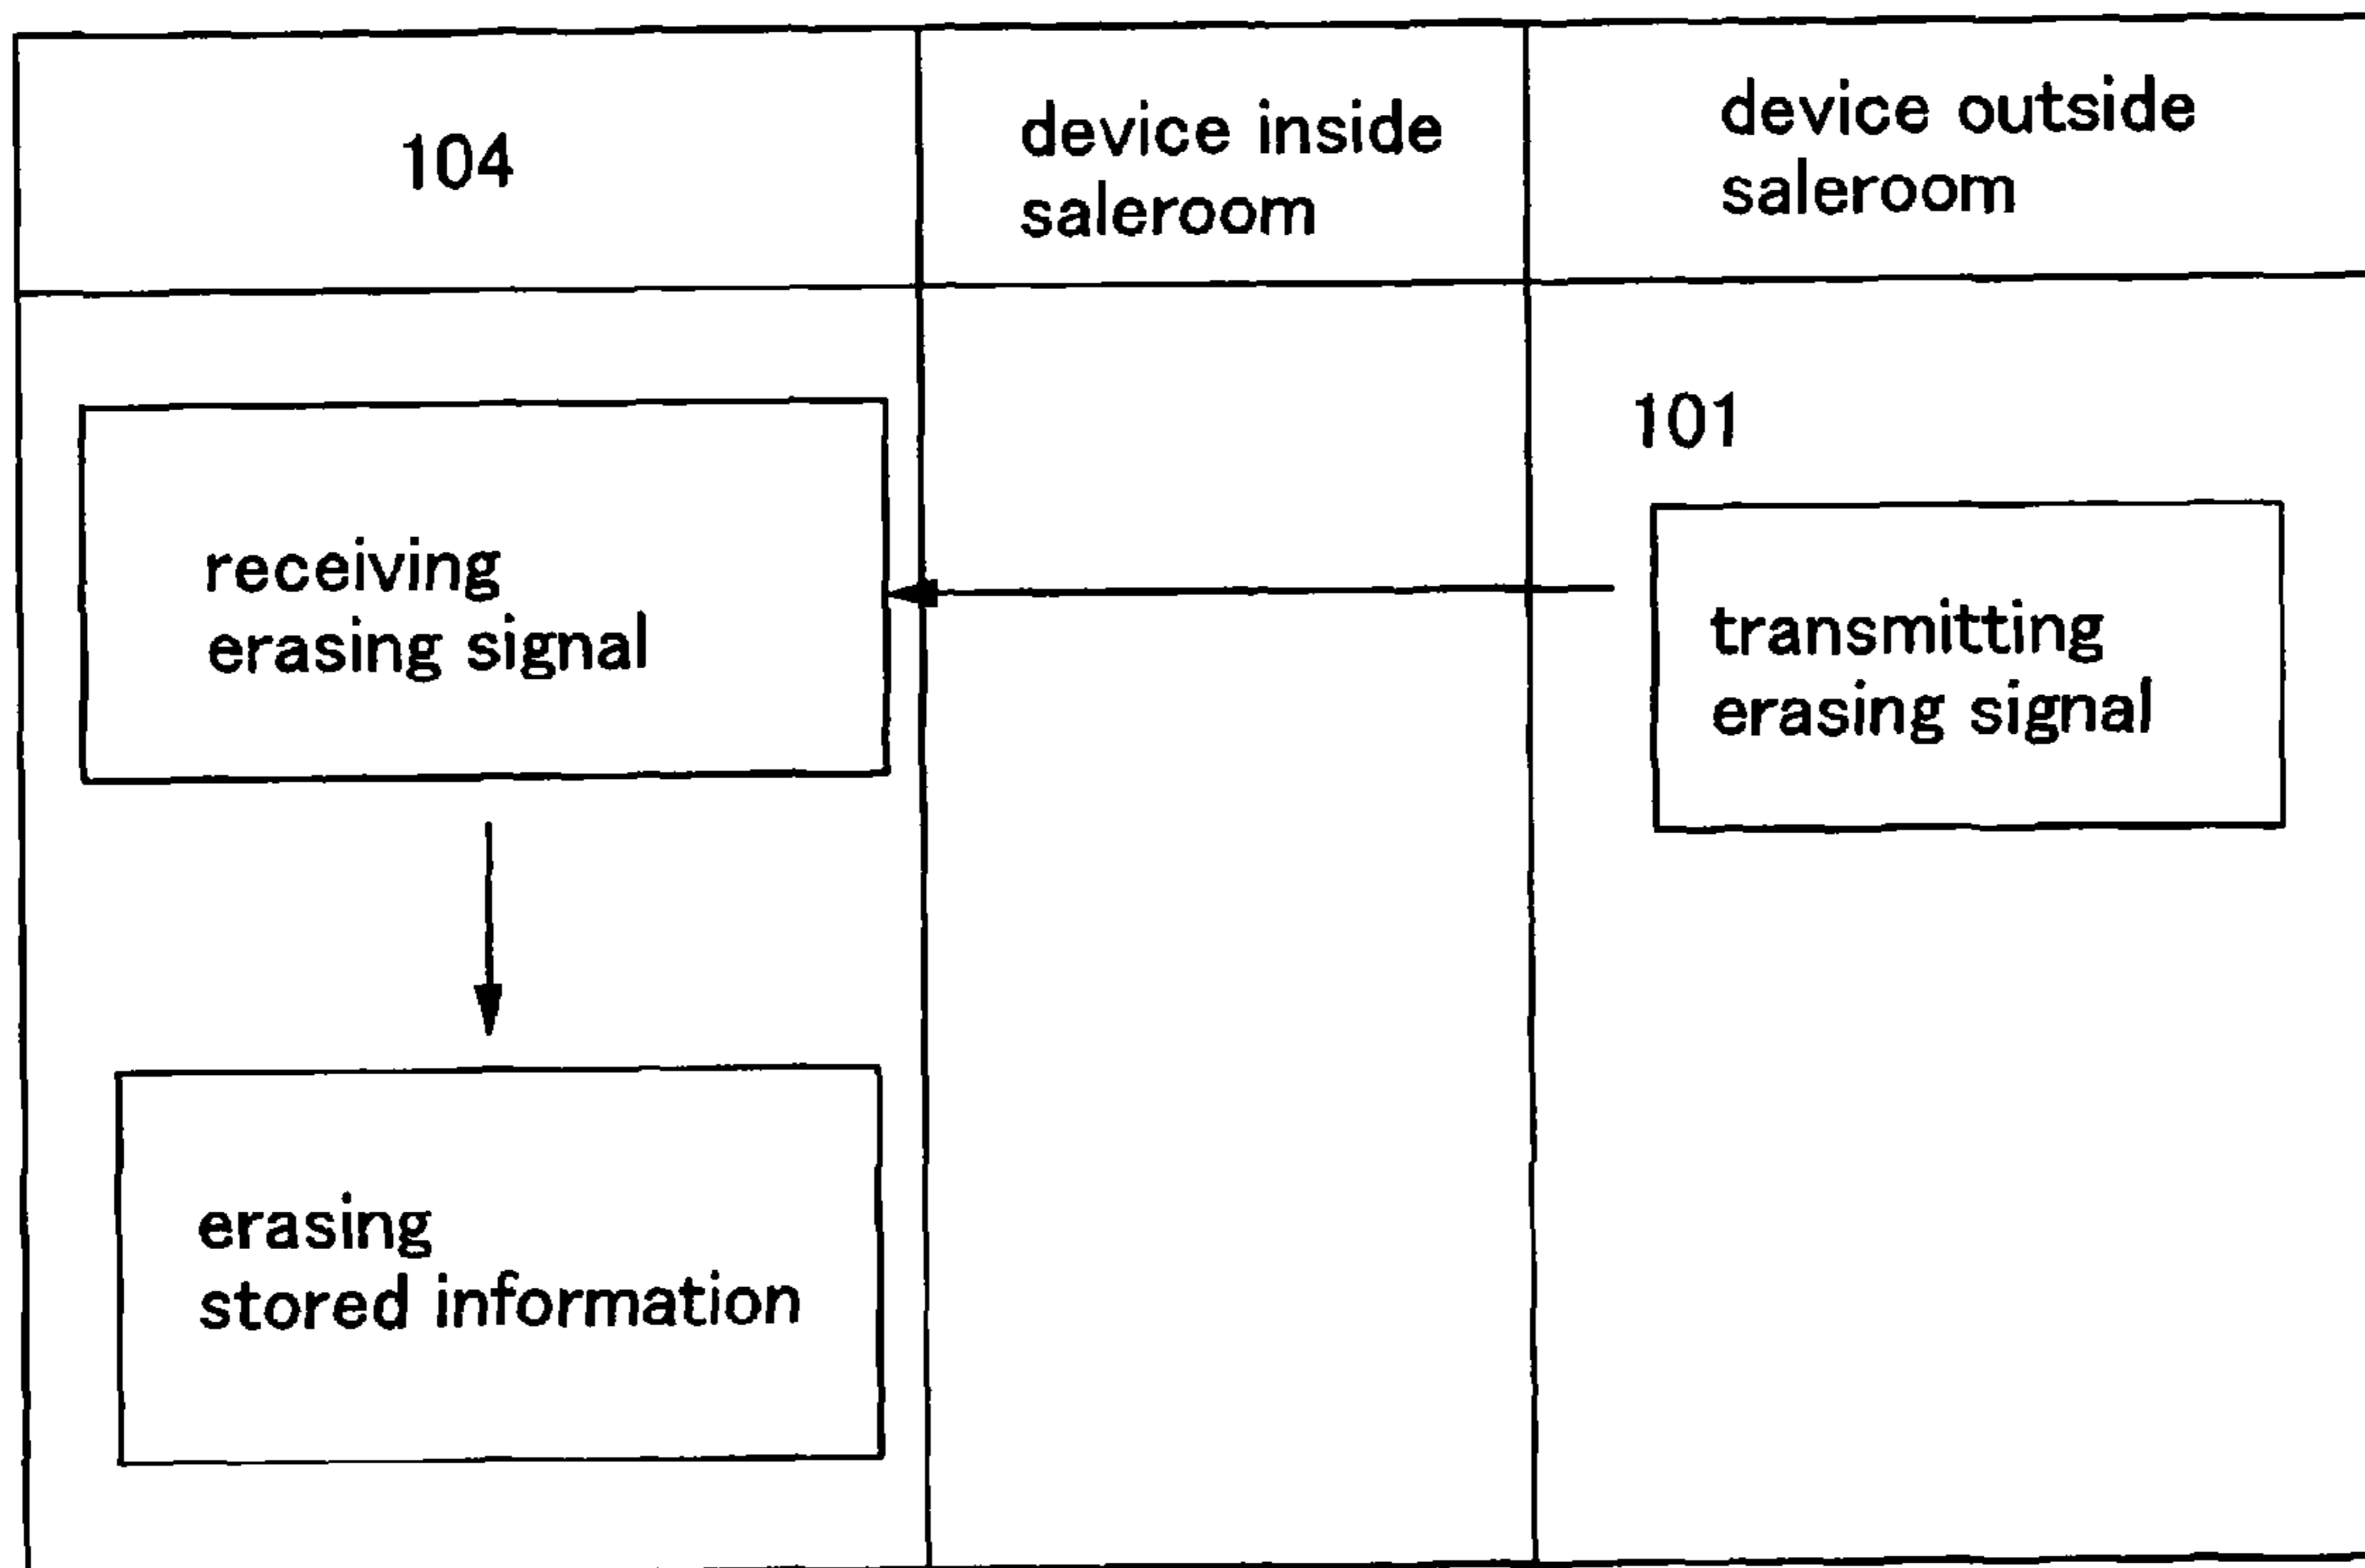 104
device inside
saleroom
device outside
saleroom
101
receiving
erasing signal
transmitting
erasing signal
erasing
stored information